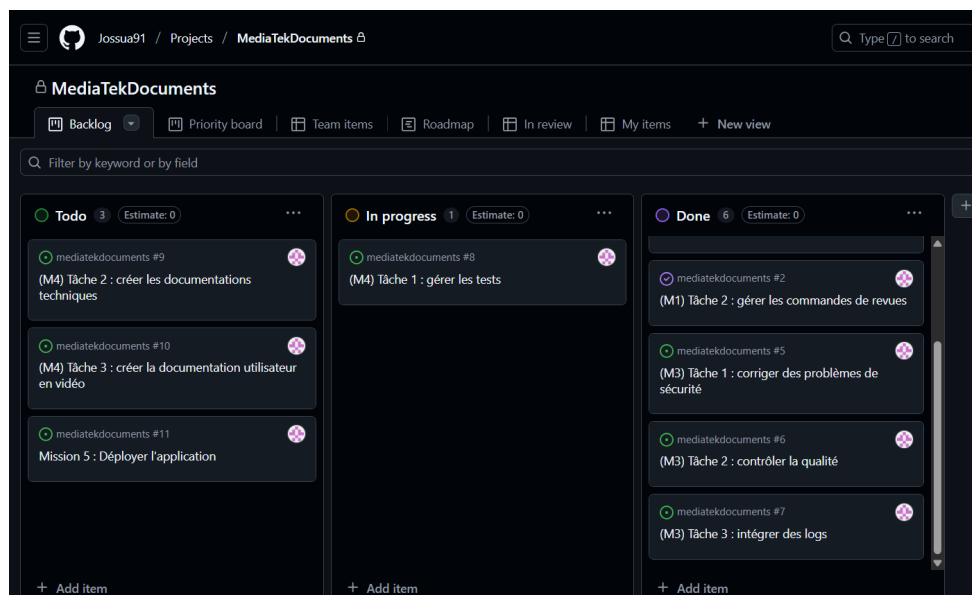 Jossua91 / Projects / MediaTekDocuments
Type / to search
MediaTekDocuments
Backlog
Priority board
Team items
Roadmap
In review
My items
+ New view
Filter by keyword or by field
Todo 3 Estimate: 0 ...
mediatekdocuments #9
(M4) Tâche 2 : créer les documentations
techniques
mediatekdocuments #10
(M4) Tâche 3 : créer la documentation utilisateur
en vidéo
mediatekdocuments #11
Mission 5 : Déployer l'application
+ Add item
In progress 1 Estimate: 0 ...
mediatekdocuments #8
(M4) Tâche 1 : gérer les tests
+ Add item
Done 6 Estimate: 0 ...
mediatekdocuments #2
(M1) Tâche 2 : gérer les commandes de revues
mediatekdocuments #5
(M3) Tâche 1 : corriger des problèmes de
sécurité
mediatekdocuments #6
(M3) Tâche 2 : contrôler la qualité
mediatekdocuments #7
(M3) Tâche 3 : intégrer des logs
+ Add item
+